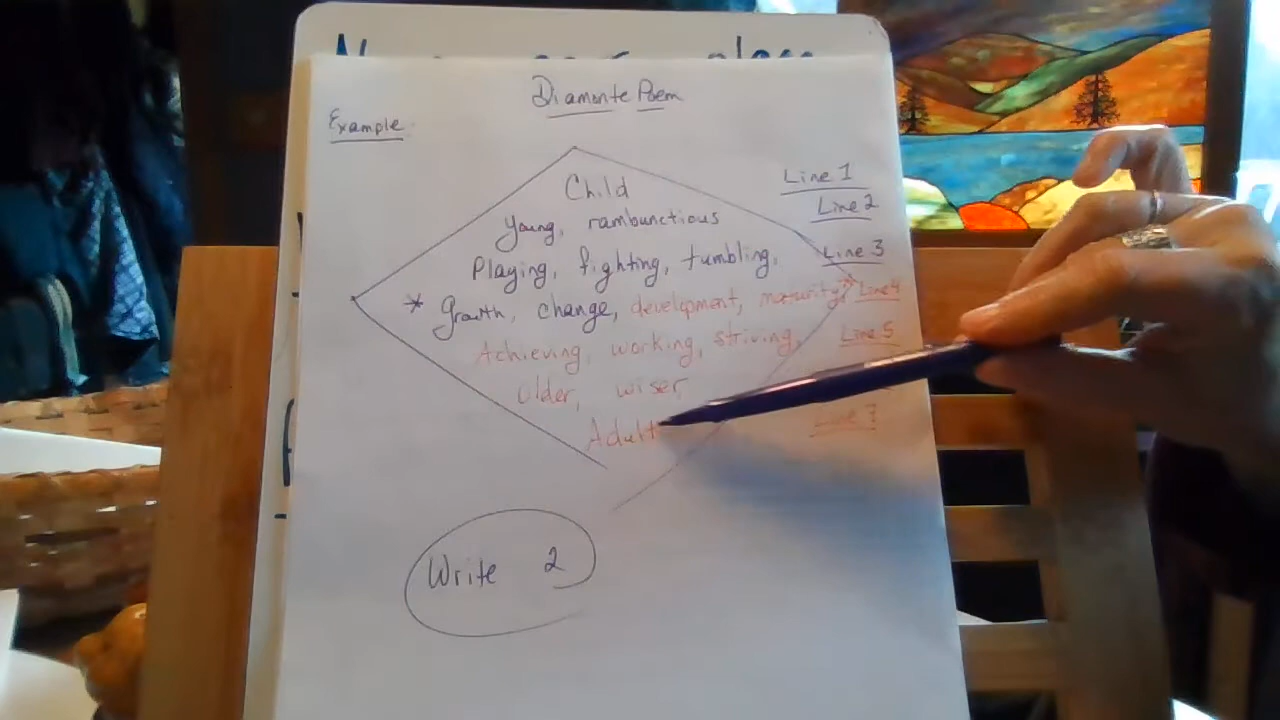 Diamonte Poem
Example
Child Line 1
Young, rambunctious Line 2
Playing, fighting, tumbling, Line 3
* Growth, change, development, maturity* Line 4
Achieving, working, striving, Line 5
Older, wiser,
Adult Line 7
Write 2